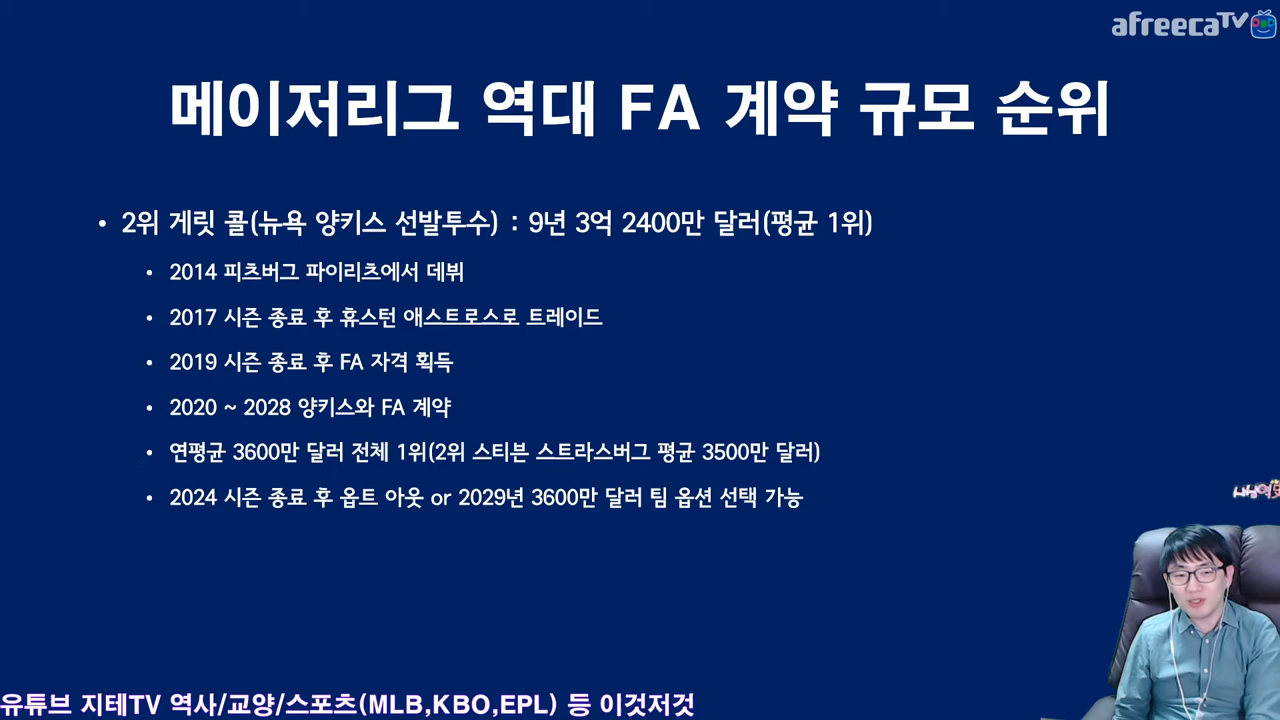 afreecaTV
메이저리그 역대 FA 계약 규모 순위
• 2위 게릿 콜(뉴욕 양키스 선발투수) : 9년 3억 2400만 달러(평균 1위)
• 2014 피츠버그 파이리츠에서 데뷔
• 2017 시즌 종료 후 휴스턴 애스트로스로 트레이드
• 2019 시즌 종료 후 FA 자격 획득
• 2020 ~ 2028 양키스와 FA 계약
• 연평균 3600만 달러 전체 1위(2위 스티븐 스트라스버그 평균 3500만 달러)
• 2024 시즌 종료 후 옵트 아웃 or 2029년 3600만 달러 팀 옵션 선택 가능
유튜브 지테TV 역사/교양/스포츠(MLB,KBO,EPL) 등 이것저것